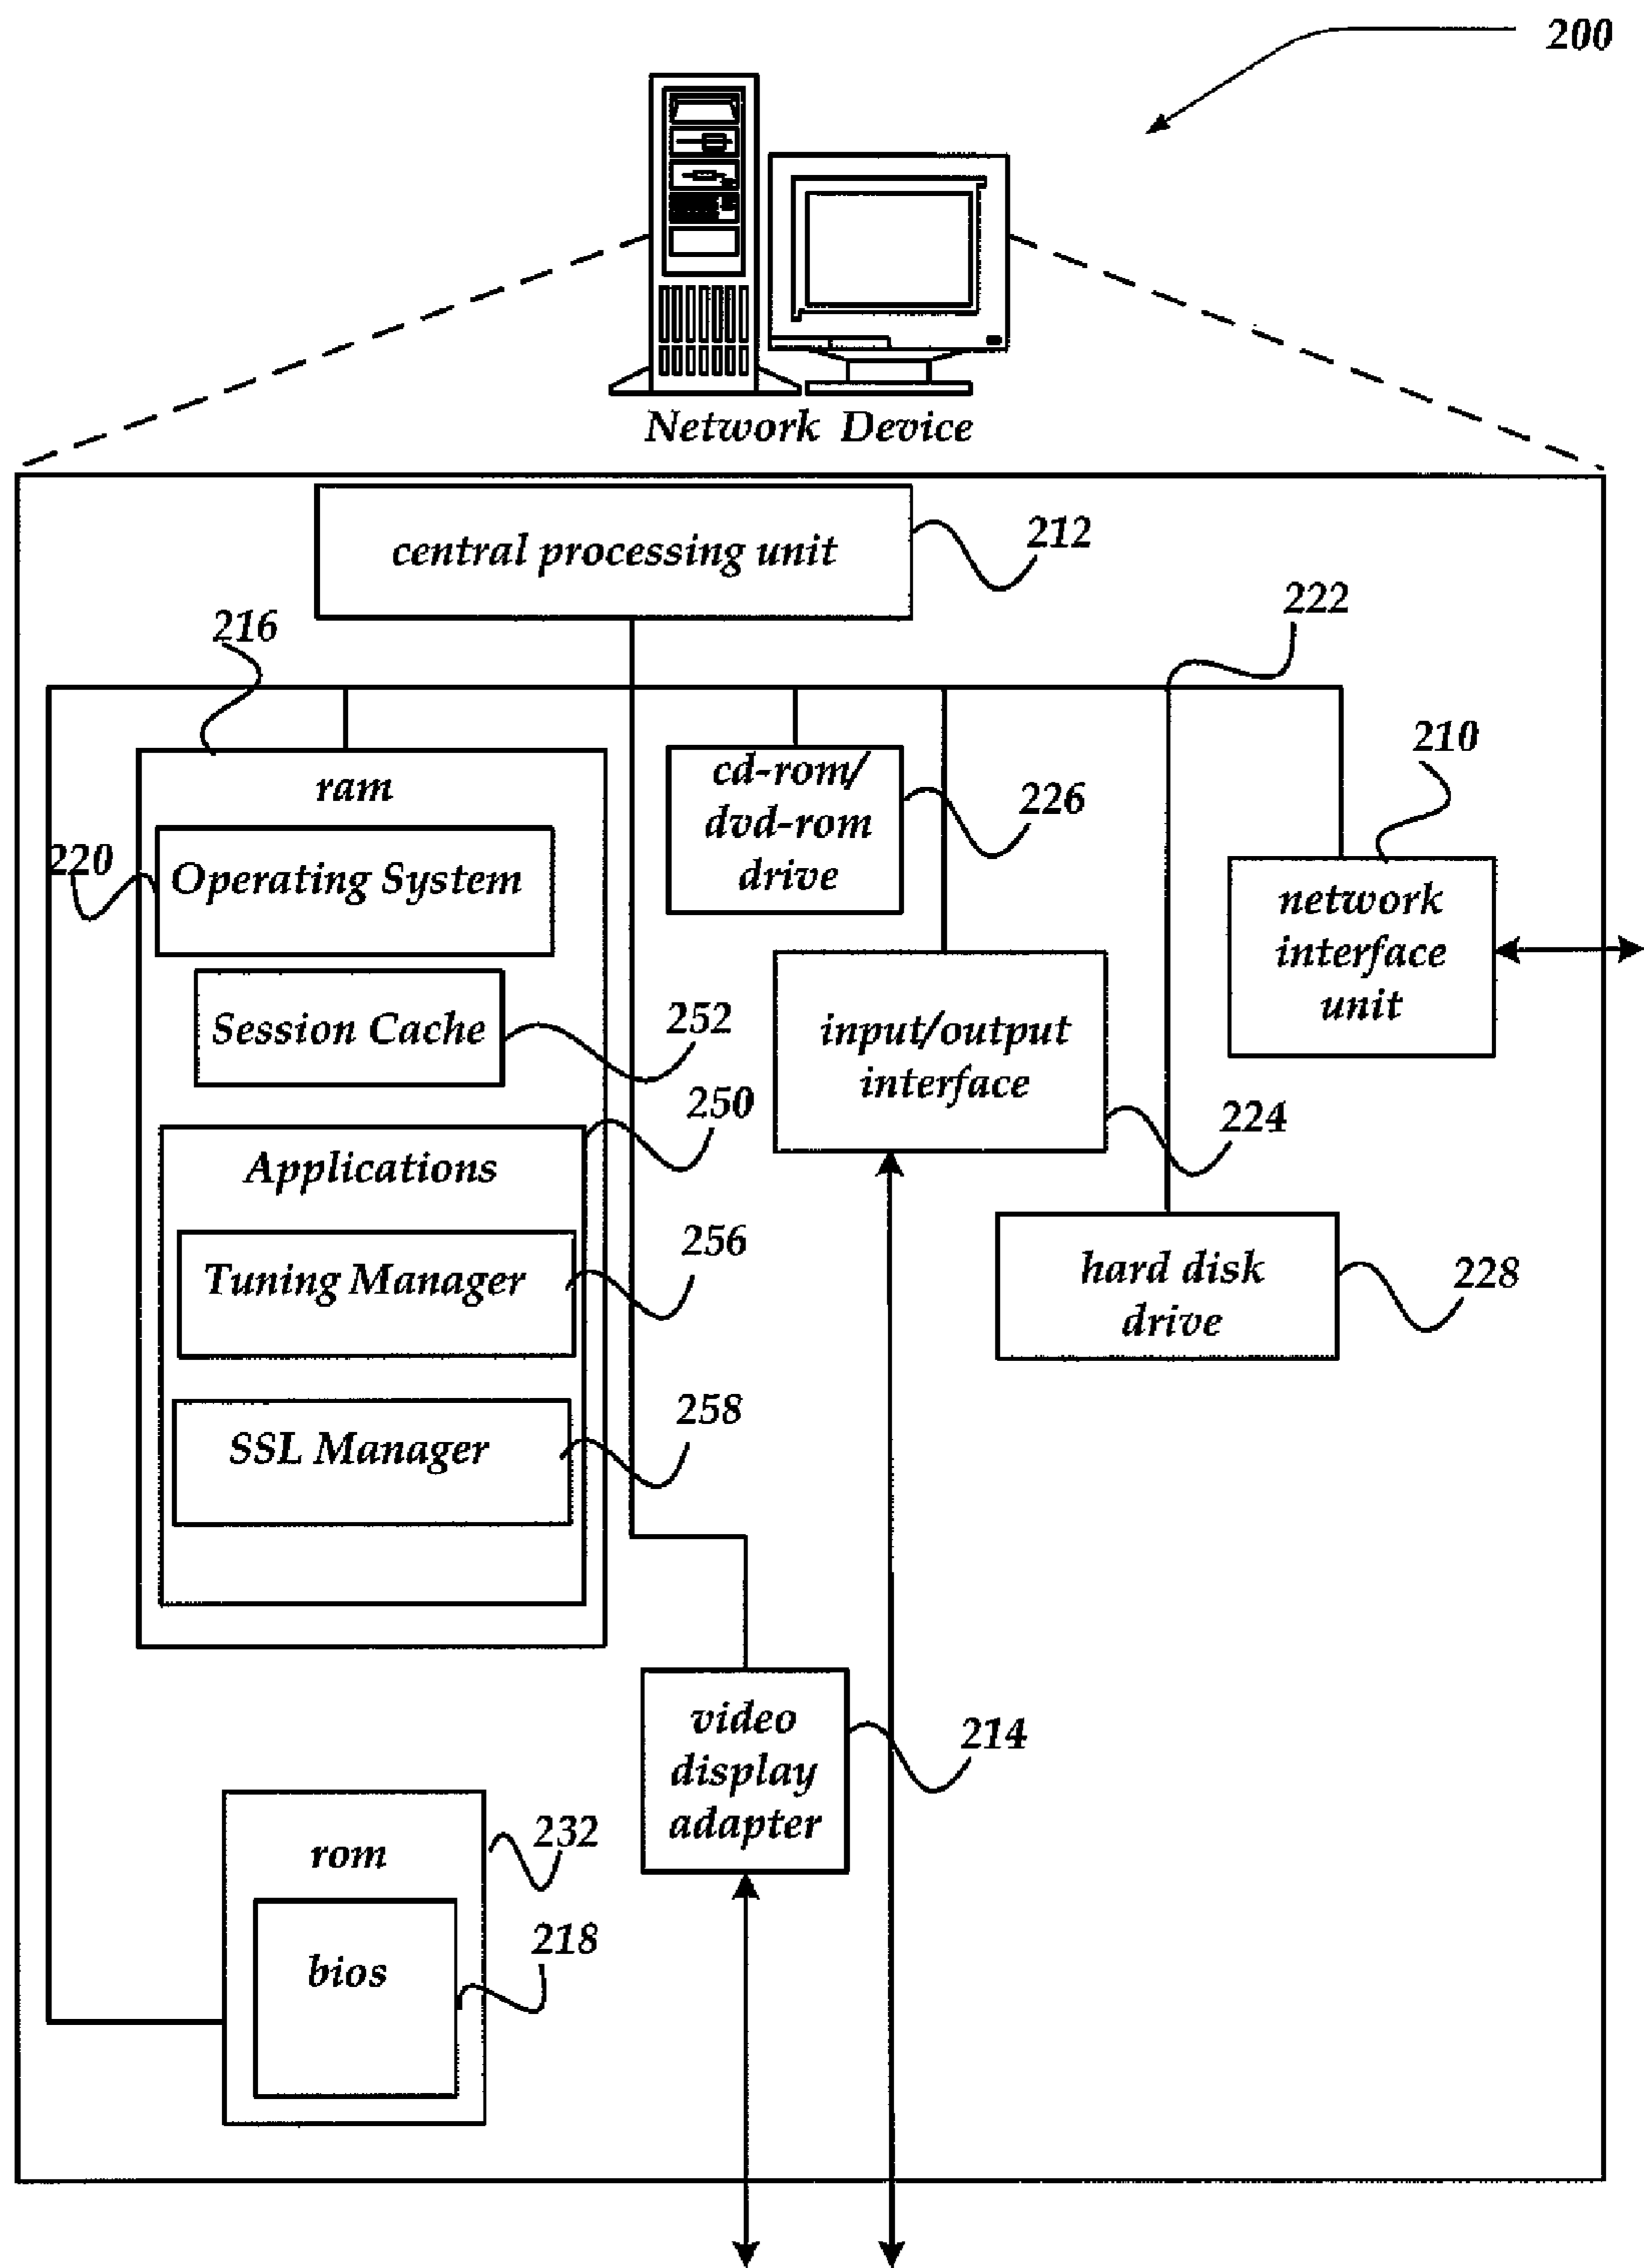 200
Network Device
central processing unit
212
222
216
210
ram
cd-rom/
dvd-rom
drive
226
220
Operating System
network
interface
unit
Session Cache
252
input/output
interface
250
224
Applications
256
Tuning Manager
hard disk
drive
228
258
SSL Manager
video
display
adapter
214
rom
232
bios
218